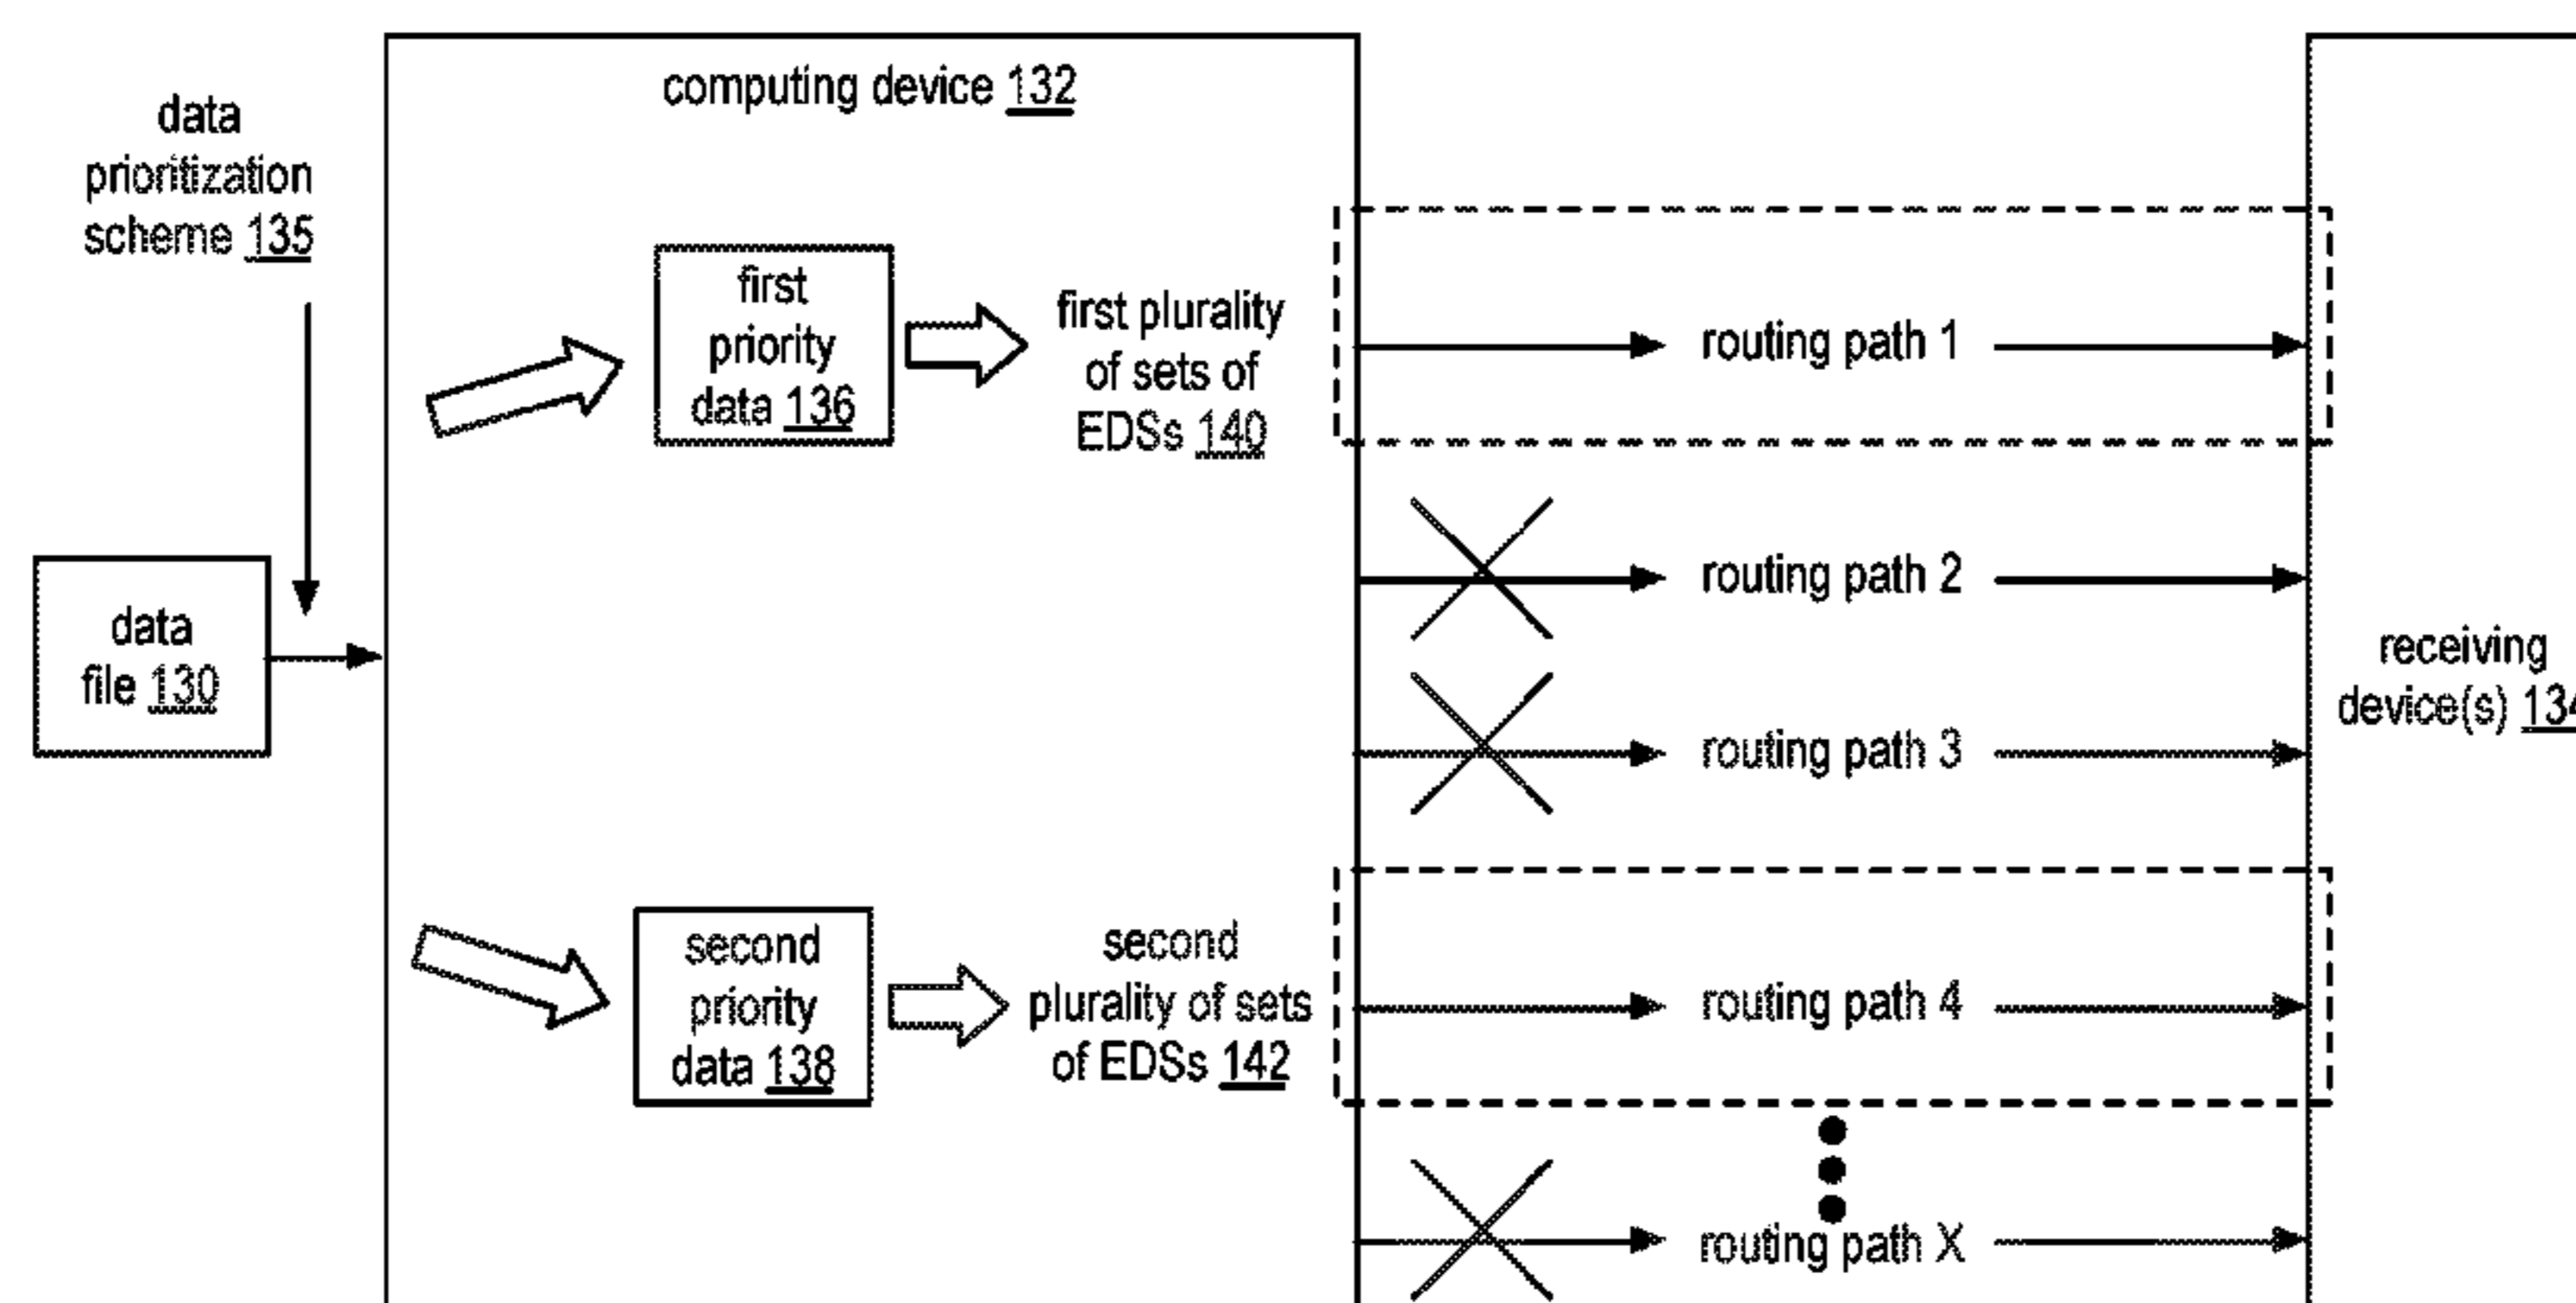 computing device 132
data
prioritization
scheme 135
first
priority
data 136
first plurality
of sets of
EDSs 140
routing path 1
routing path 2
data
file 130
routing path 3
receiving
device(s) 134
second
priority
data 138
second
plurality of sets
of EDSs 142
routing path 4
routing path X